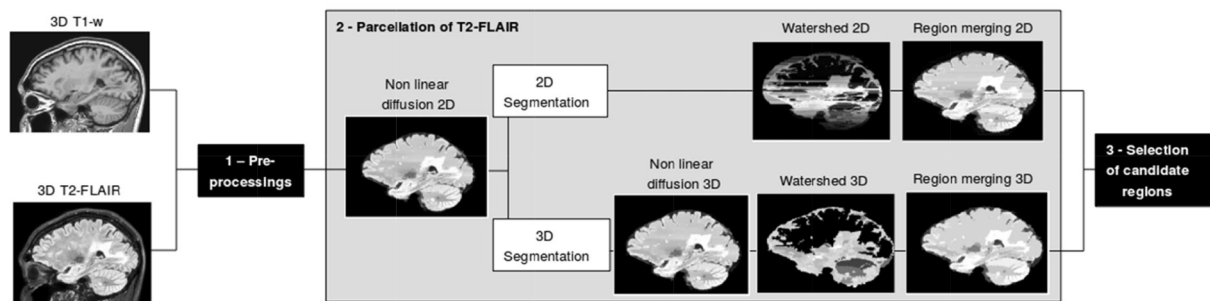 3D T1-w
3D T2-FLAIR
1 – Pre-
processings
2 - Parcellation of T2-FLAIR
Non linear
diffusion 2D
2D
Segmentation
Watershed 2D
Region merging 2D
3D
Segmentation
Non linear
diffusion 3D
Watershed 3D
Region merging 3D
3 - Selection
of candidate
regions